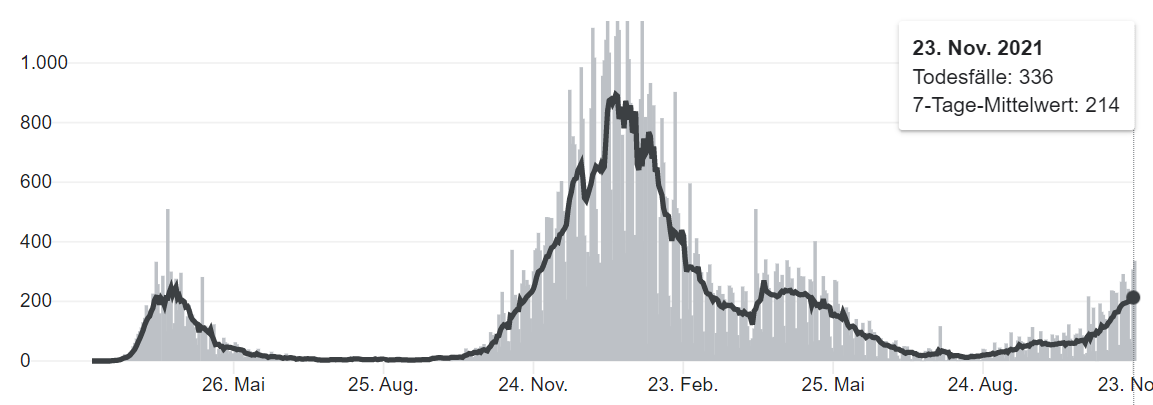 23. Nov. 2021
Todesfälle: 336
7-Tage-Mittelwert: 214
1.000
800
600
400
200
0
26. Mai
25. Aug.
24. Nov.
23. Feb.
25. Mai
24. Aug.
23. No